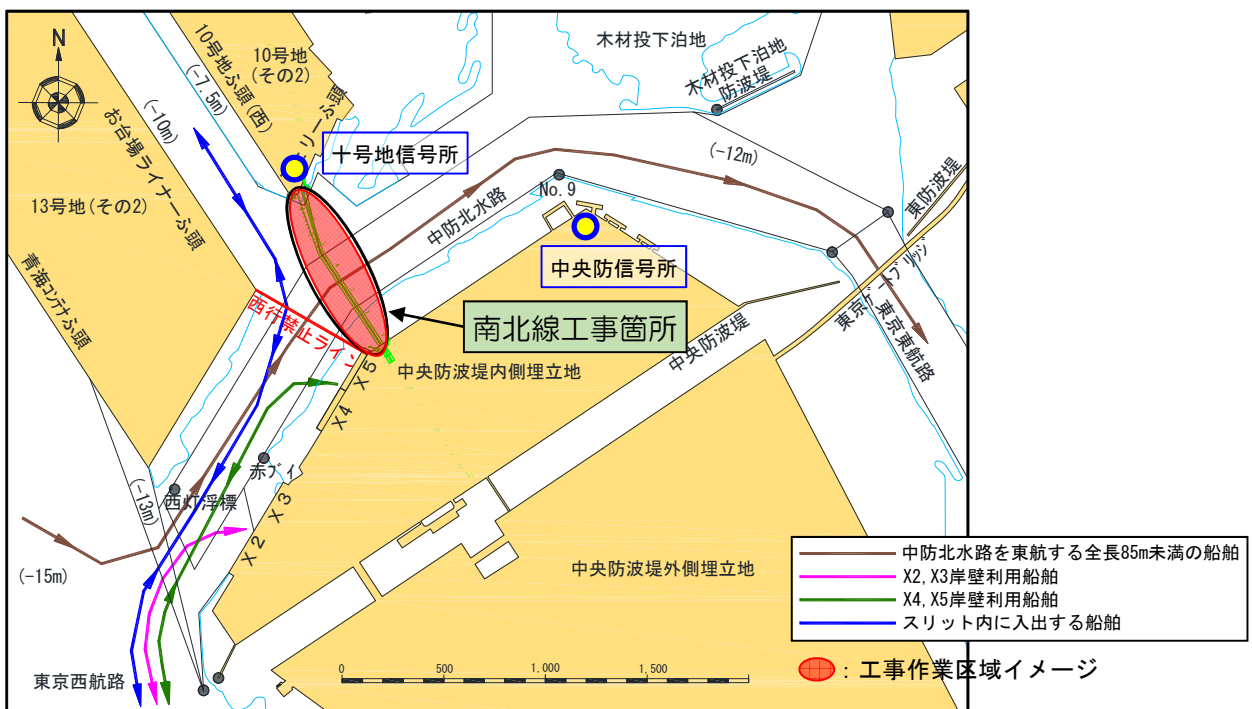 N
(-7.5m)
10号地ふ頭(西)
10号地
(その2)
木材投下泊地
木材投下泊地
防波堤
(-10m)
お台場ライナーふ頭
リーふ頭
十号地信号所
(-12m)
No.9
13号地(その2)
中防北水路
中央防信号所
東防波堤
東京ゲートブリッジ
東京東航路
青海コンテナふ頭
西行禁止ライン
南北線工事箇所
中央防波堤
中央防波堤内側埋立地
X5
X4
赤ブイ
西灯浮標
(-13m)
X3
X2
(-15m)
中央防波堤外側埋立地
東京西航路
0
500
1.000
1.500
中防北水路を東航する全長85m未満の船舶
X2,X3岸壁利用船舶
X4,X5岸壁利用船舶
スリット内に入出する船舶
:工事作業区域イメージ